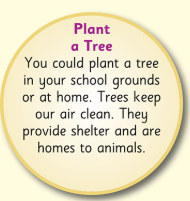 Plant
a Tree
You could plant a tree
in your school grounds
or at home. Trees keep
our air clean. They
provide shelter and are
homes to animals.